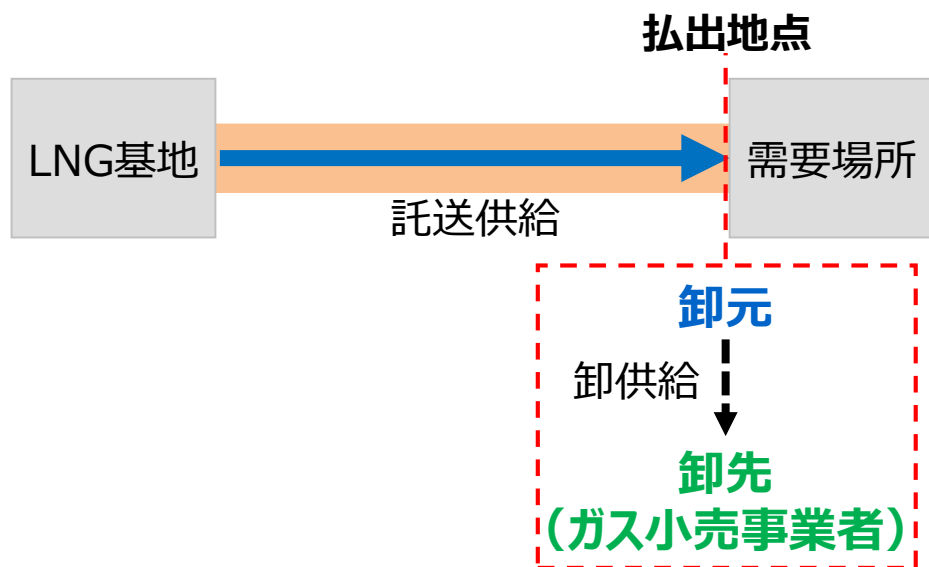 払出地点
LNG基地
需要場所
託送供給
卸元
卸供給
卸先
（ガス小売事業者）